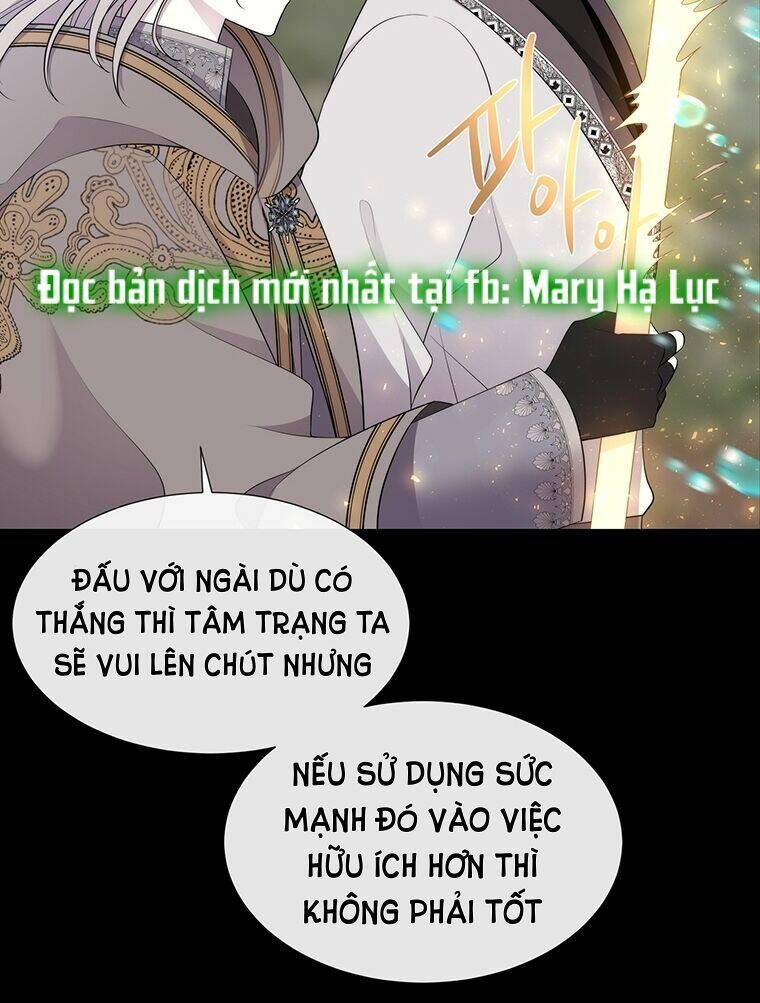 파아아
Đọc bản dịch mới nhất tại fb: Mary Hạ Lục
ĐẤU VỚI NGÀI DÙ CÓ
THẮNG THÌ TÂM TRẠNG TA
SẼ VUI LÊN CHÚT NHƯNG
NẾU SỬ DỤNG SỨC
MẠNH ĐÓ VÀO VIỆC
HỮU ÍCH HƠN THÌ
KHÔNG PHẢI TỐT